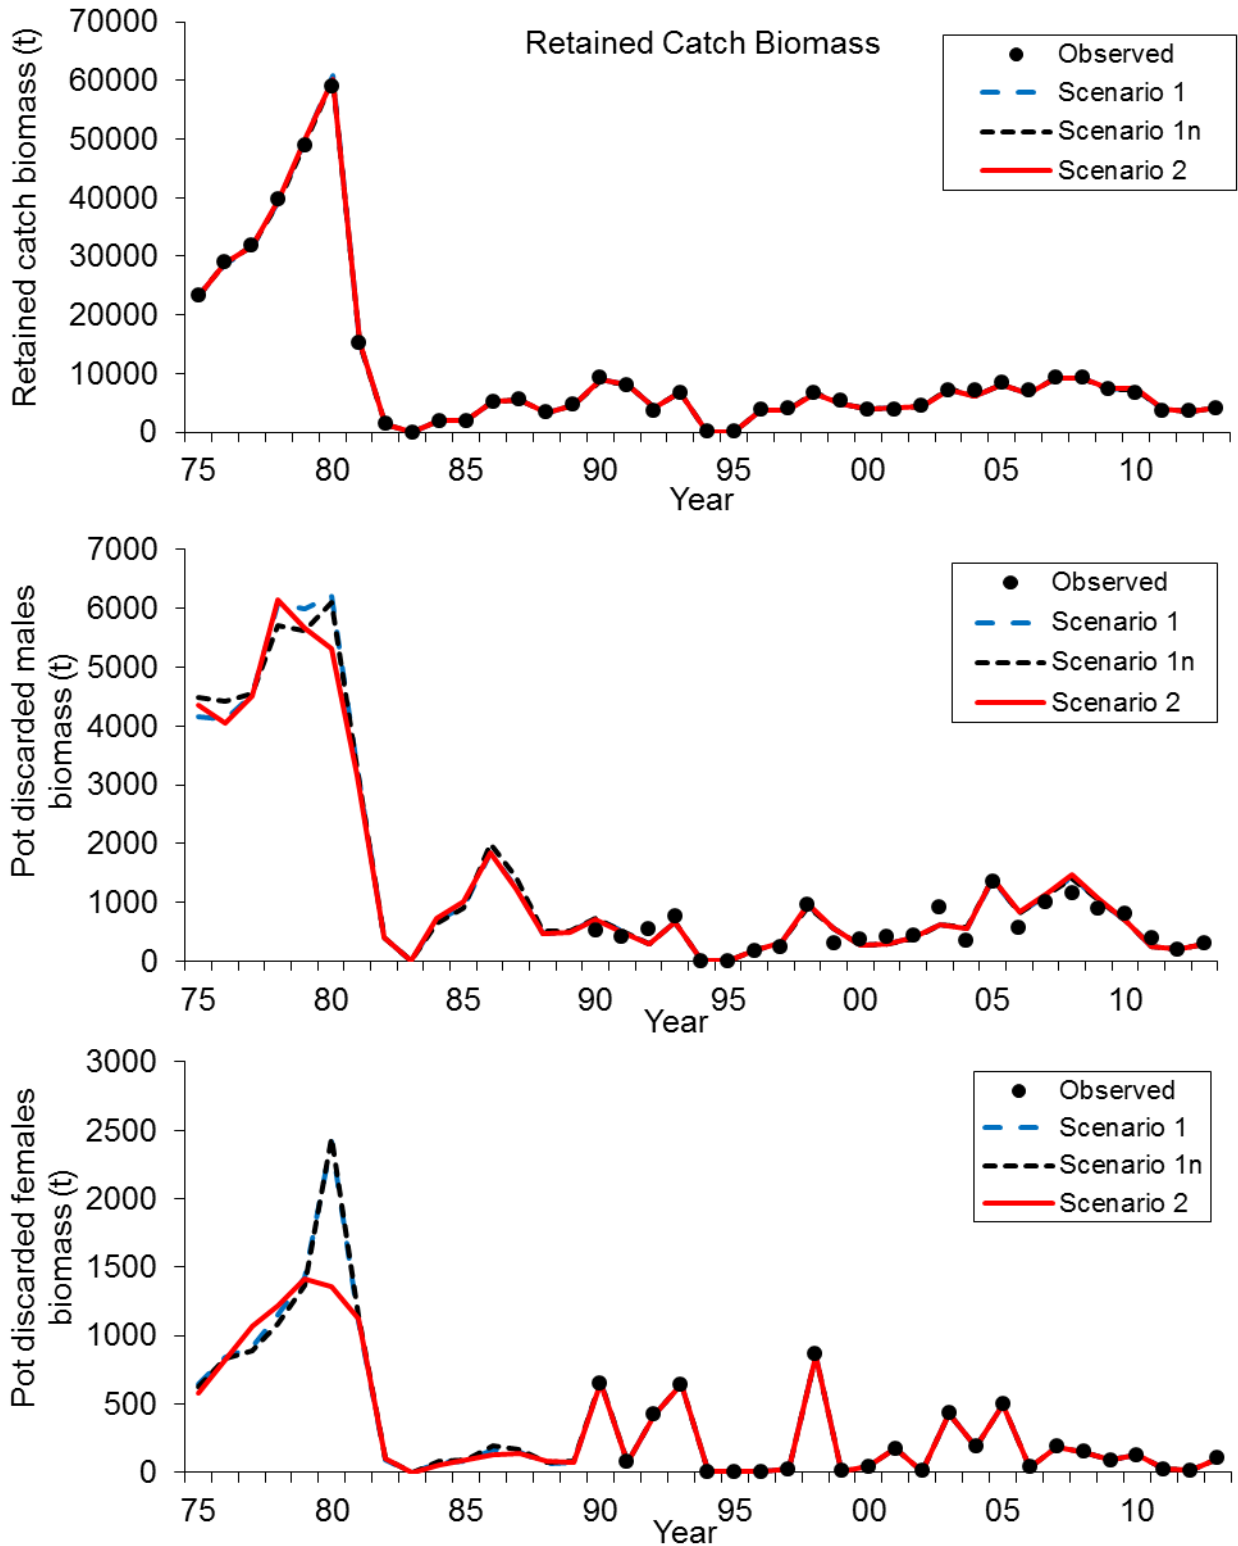 Retained Catch Biomass
Retained catch biomass (t)
70000
60000
50000
40000
30000
20000
10000
0
75 80 85 90 95 00 05 10
Year
Observed
Scenario 1
Scenario 1n
Scenario 2
Pot discarded males
biomass (t)
7000
6000
5000
4000
3000
2000
1000
0
75 80 85 90 95 00 05 10
Year
Observed
Scenario 1
Scenario 1n
Scenario 2
Pot discarded females
biomass (t)
3000
2500
2000
1500
1000
500
0
75 80 85 90 95 00 05 10
Year
Observed
Scenario 1
Scenario 1n
Scenario 2